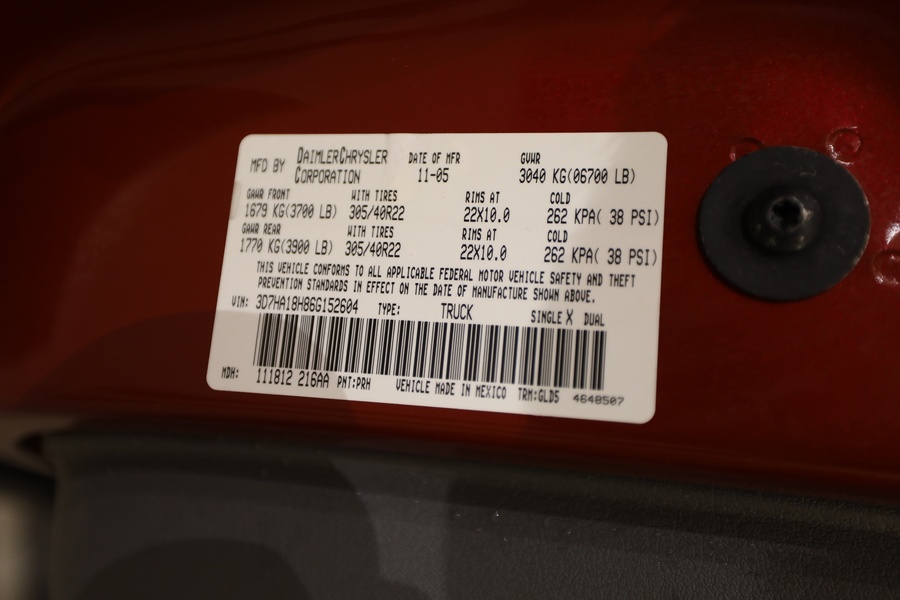 MFD BY DAIMLERCHRYSLER CORPORATION DATE OF MFR 11-05 GVWR 3040 KG(06700 LB)
GAWR FRONT WITH TIRES RIMS AT COLD
1679 KG(3700 LB) 305/40R22 22X10.0 262 KPA( 38 PSI)
GAWR REAR WITH TIRES RIMS AT COLD
1770 KG(3900 LB) 305/40R22 22X10.0 262 KPA( 38 PSI)
THIS VEHICLE CONFORMS TO ALL APPLICABLE FEDERAL MOTOR VEHICLE SAFETY AND THEFT
PREVENTION STANDARDS IN EFFECT ON THE DATE OF MANUFACTURE SHOWN ABOVE.
VIN: 3D7HA18H86G152604 TYPE: TRUCK SINGLE X DUAL
MDH: 111812 216AA PNT:PRH VEHICLE MADE IN MEXICO TRM:GLD5 4648507